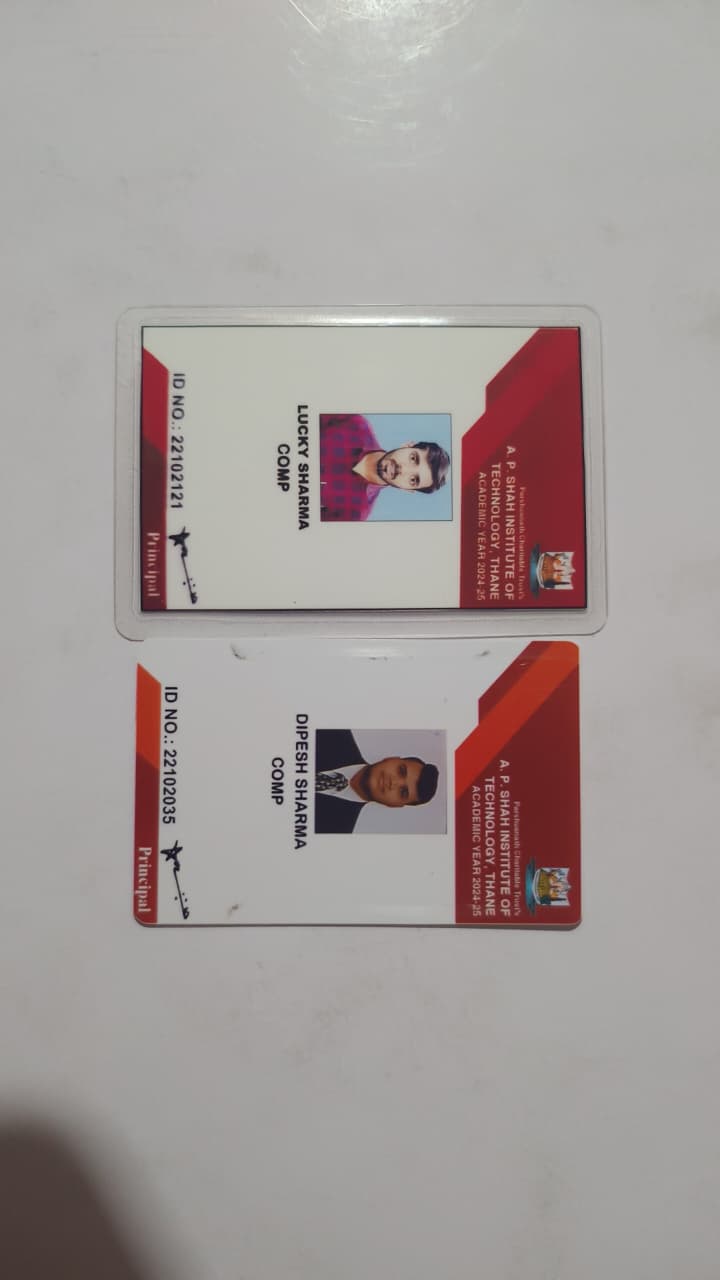 Parshvanath Charitable Trust's
A. P. SHAH INSTITUTE OF
TECHNOLOGY, THANE
ACADEMIC YEAR 2024-25
LUCKY SHARMA
COMP
ID NO.: 22102121
Principal
Parshvanath Charitable Trust's
A. P. SHAH INSTITUTE OF
TECHNOLOGY, THANE
ACADEMIC YEAR 2024-25
DIPESH SHARMA
COMP
ID NO.: 22102035
Principal